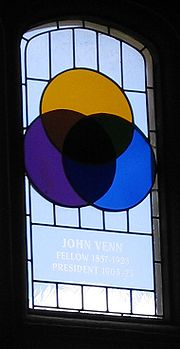 JOHN VENN
FELLOW 1857-1923
PRESIDENT 1903-23